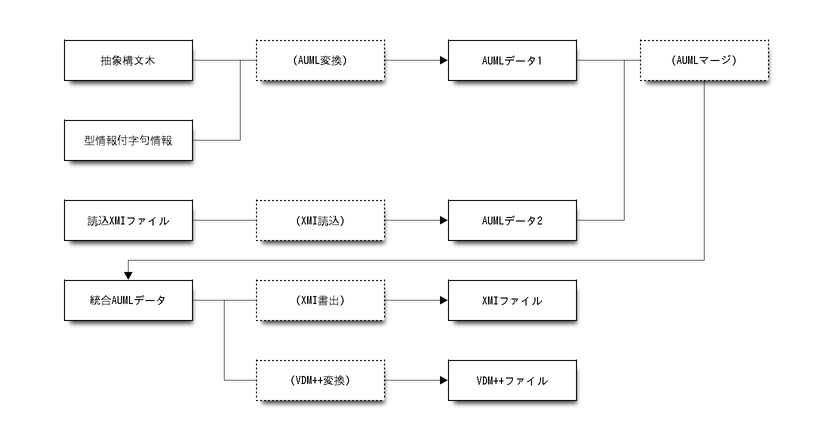 抽象構文木
(AUML変換)
AUMLデータ1
(AUMLマージ)
型情報付字句情報
読込XMIファイル
(XMI読込)
AUMLデータ2
統合AUMLデータ
(XMI書出)
XMIファイル
(VDM++変換)
VDM++ファイル